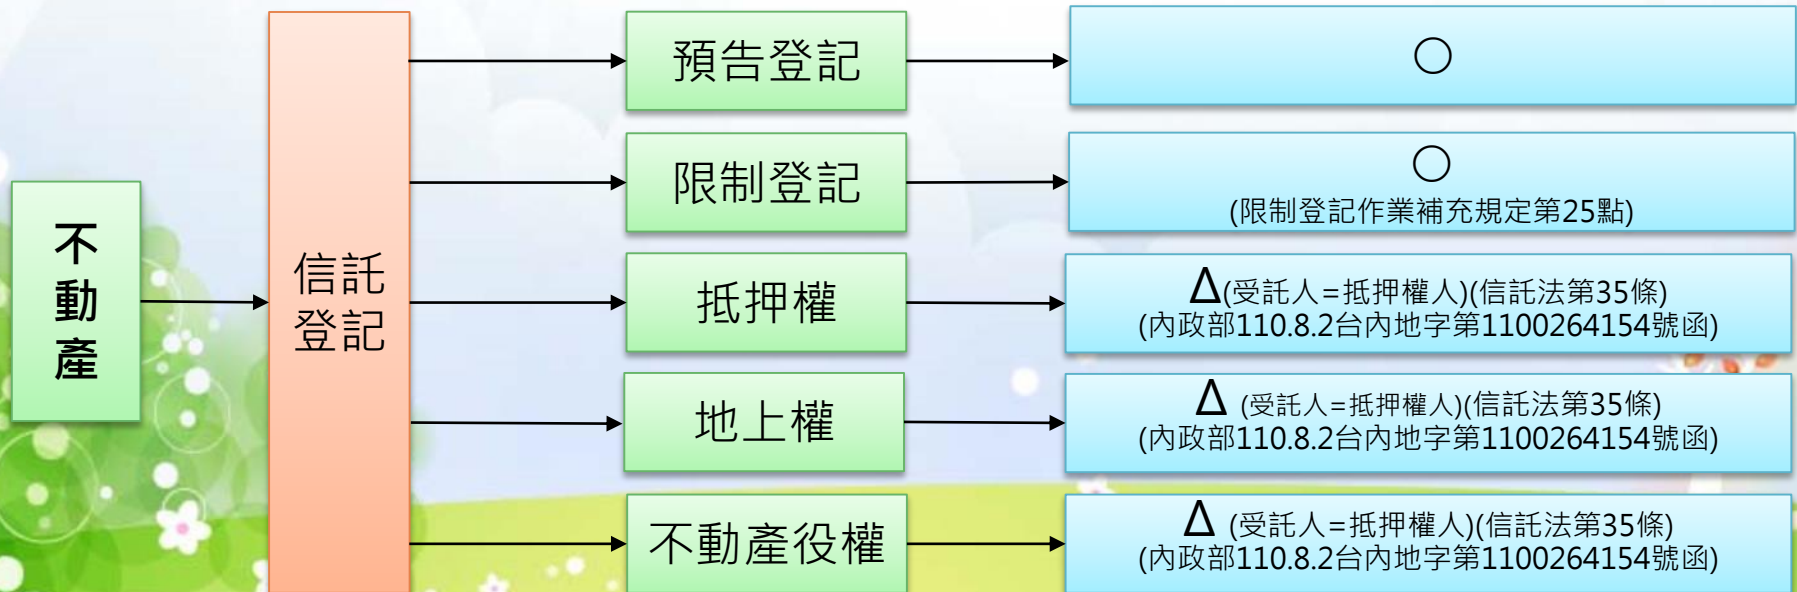 不動產
信託
登記
預告登記
○
限制登記
○
(限制登記作業補充規定第25點)
抵押權
Δ(受託人=抵押權人)(信託法第35條)
(內政部110.8.2台內地字第1100264154號函)
地上權
Δ (受託人=抵押權人)(信託法第35條)
(內政部110.8.2台內地字第1100264154號函)
不動產役權
Δ (受託人=抵押權人)(信託法第35條)
(內政部110.8.2台內地字第1100264154號函)